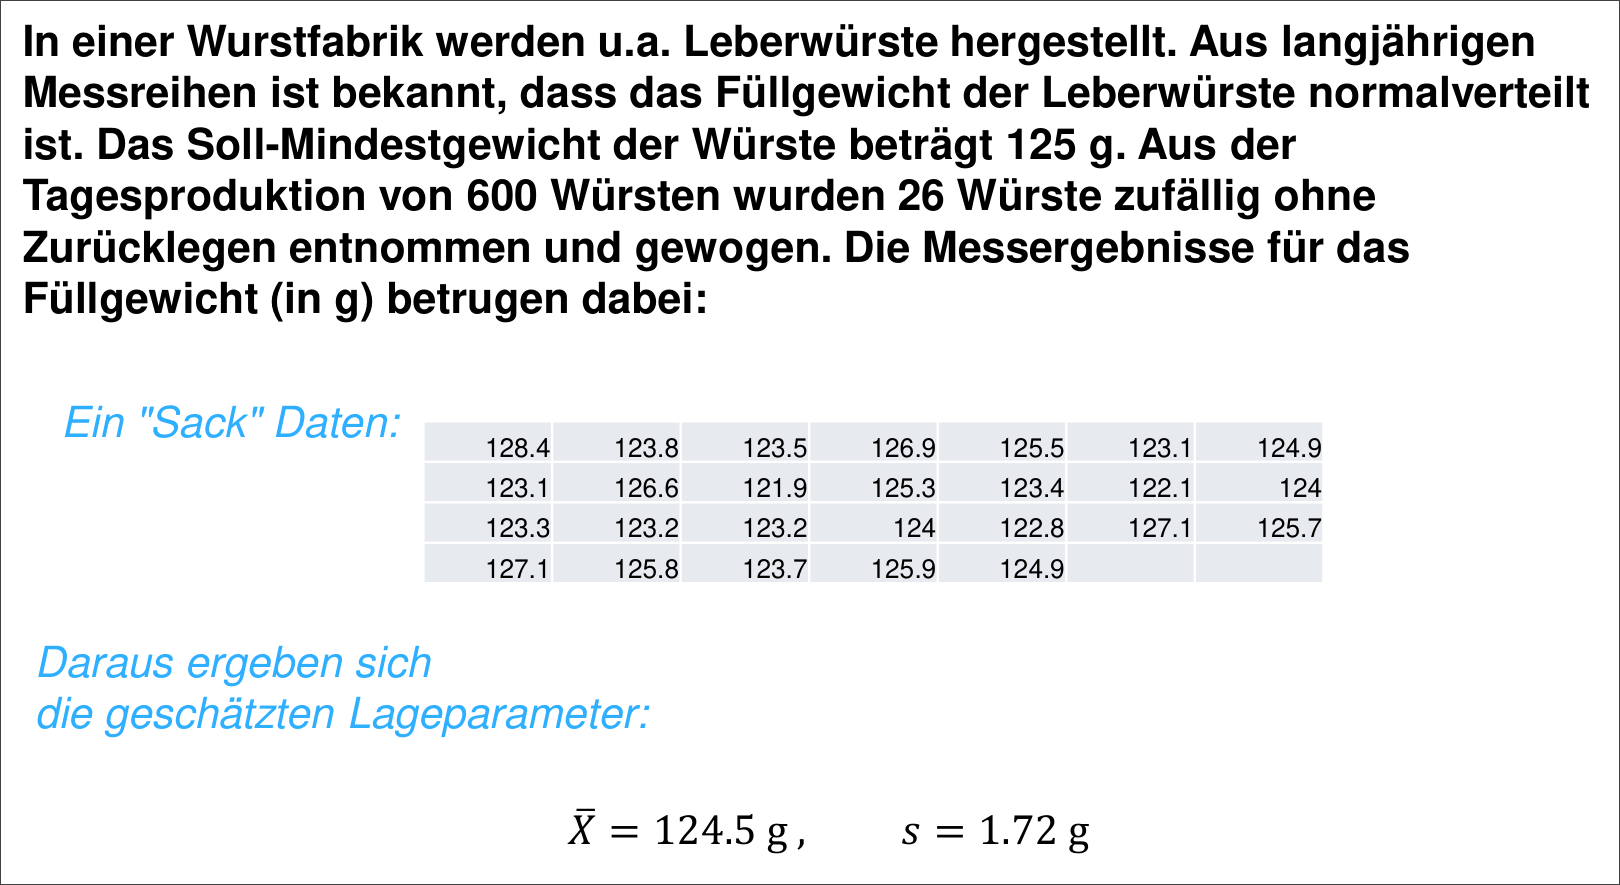 In einer Wurstfabrik werden u.a. Leberwürste hergestellt. Aus langjährigen
Messreihen ist bekannt, dass das Füllgewicht der Leberwürste normalverteilt
ist. Das Soll-Mindestgewicht der Würste beträgt 125 g. Aus der
Tagesproduktion von 600 Würsten wurden 26 Würste zufällig ohne
Zurücklegen entnommen und gewogen. Die Messergebnisse für das
Füllgewicht (in g) betrugen dabei:
Ein "Sack" Daten:
128.4 123.8 123.5 126.9 125.5 123.1 124.9
123.1 126.6 121.9 125.3 123.4 122.1 124
123.3 123.2 123.2 124 122.8 127.1 125.7
127.1 125.8 123.7 125.9 124.9
Daraus ergeben sich
die geschätzten Lageparameter:
X̄ = 124.5 g , s = 1.72 g